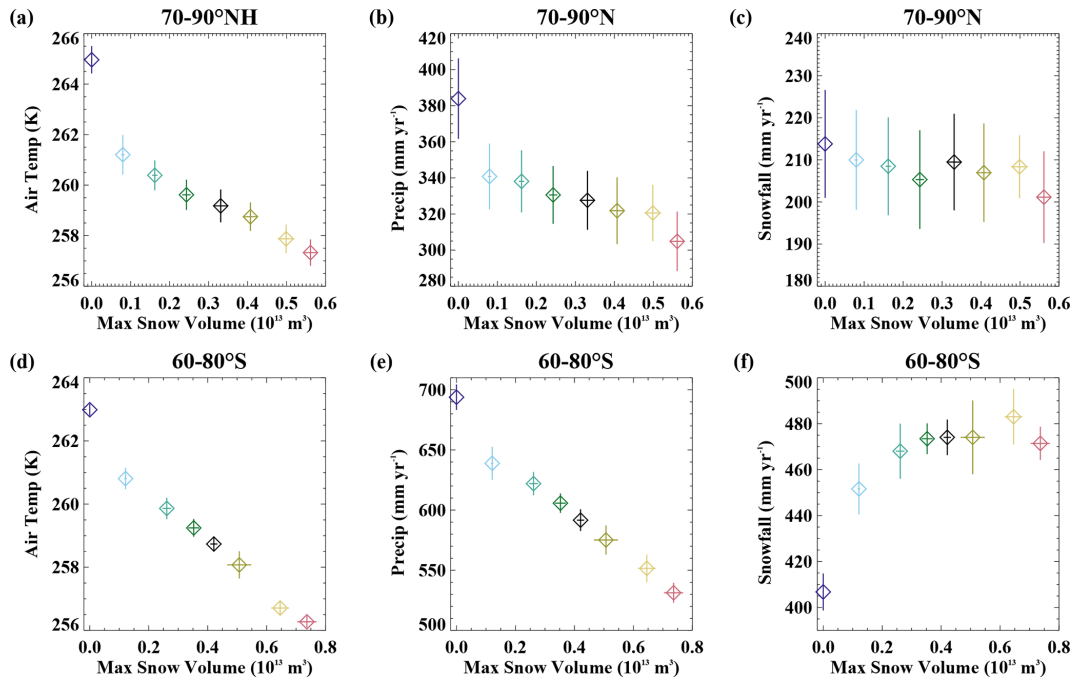 (a) 70-90°NH
266
264
262
260
258
256
Air Temp (K)
0.0 0.1 0.2 0.3 0.4 0.5 0.6
Max Snow Volume (10¹³ m³)
(b) 70-90°N
420
400
380
360
340
320
300
280
Precip (mm yr⁻¹)
0.0 0.1 0.2 0.3 0.4 0.5 0.6
Max Snow Volume (10¹³ m³)
(c) 70-90°N
240
230
220
210
200
190
180
Snowfall (mm yr⁻¹)
0.0 0.1 0.2 0.3 0.4 0.5 0.6
Max Snow Volume (10¹³ m³)
(d) 60-80°S
264
262
260
258
256
Air Temp (K)
0.0 0.2 0.4 0.6 0.8
Max Snow Volume (10¹³ m³)
(e) 60-80°S
700
650
600
550
500
Precip (mm yr⁻¹)
0.0 0.2 0.4 0.6 0.8
Max Snow Volume (10¹³ m³)
(f) 60-80°S
500
480
460
440
420
400
Snowfall (mm yr⁻¹)
0.0 0.2 0.4 0.6 0.8
Max Snow Volume (10¹³ m³)